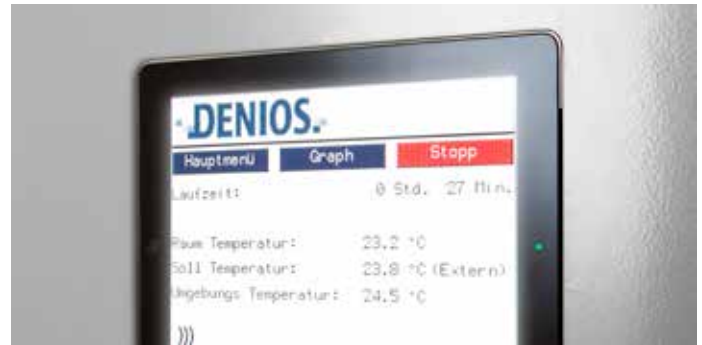 DENIOS.
Hauptmenü Graph Stopp
Laufzeit: 0 Std. 27 Min.
Raum Temperatur: 23.2 °C
Soll Temperatur: 23.8 °C (Extern)
Umgebungs Temperatur: 24.5 °C
)))